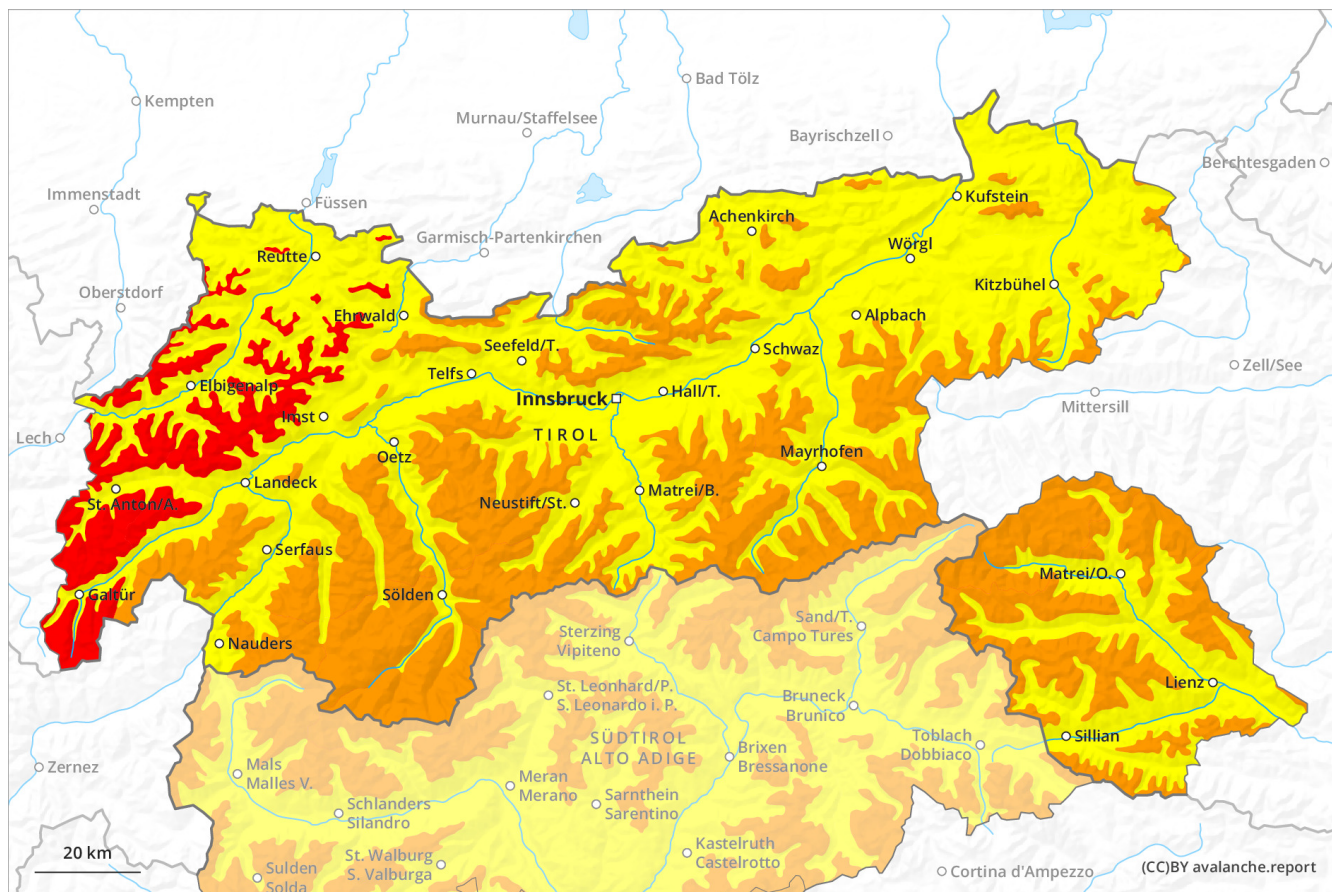 Kempten
Bad Tölz
Murnau/Staffelsee
Bayrischzell
Berchtesgaden
Immenstadt
Füssen
Kufstein
Achenkirch
Garmisch-Partenkirchen
Wörgl
Reutte
Oberstdorf
Kitzbühel
Ehrwald
Alpbach
Seefeld/T.
Schwaz
Zell/See
Telfs
Elbigenalp
Hall/T.
Innsbruck
Mittersill
Imst
Lech
TIROL
Oetz
Mayrhofen
Landeck
St. Anton/A.
Neustift/St.
Matrei/B.
Serfaus
Matrei/O.
Galtür
Sölden
Sand/T.
Campo Tures
Sterzing
Vipiteno
Nauders
Lienz
St. Leonhard/P.
S. Leonardo i. P.
Bruneck
Brunico
Sillian
Toblach
Dobbiaco
SÜDTIROL
ALTO ADIGE
Brixen
Bressanone
Zernez
Mals
Malles V.
Meran
Merano
Sarnthein
Sarentino
Schlanders
Silandro
Kastelruth
Castelrotto
20 km
St. Walburg
S. Valburga
Sulden
Solda
Cortina d'Ampezzo
(CC)BY avalanche.report